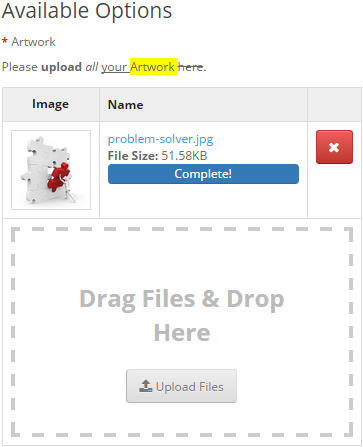 Available Options
* Artwork
Please upload all your Artwork here.
Image Name
problem-solver.jpg
File Size: 51.58KB
Complete!
Drag Files & Drop
Here
Upload Files